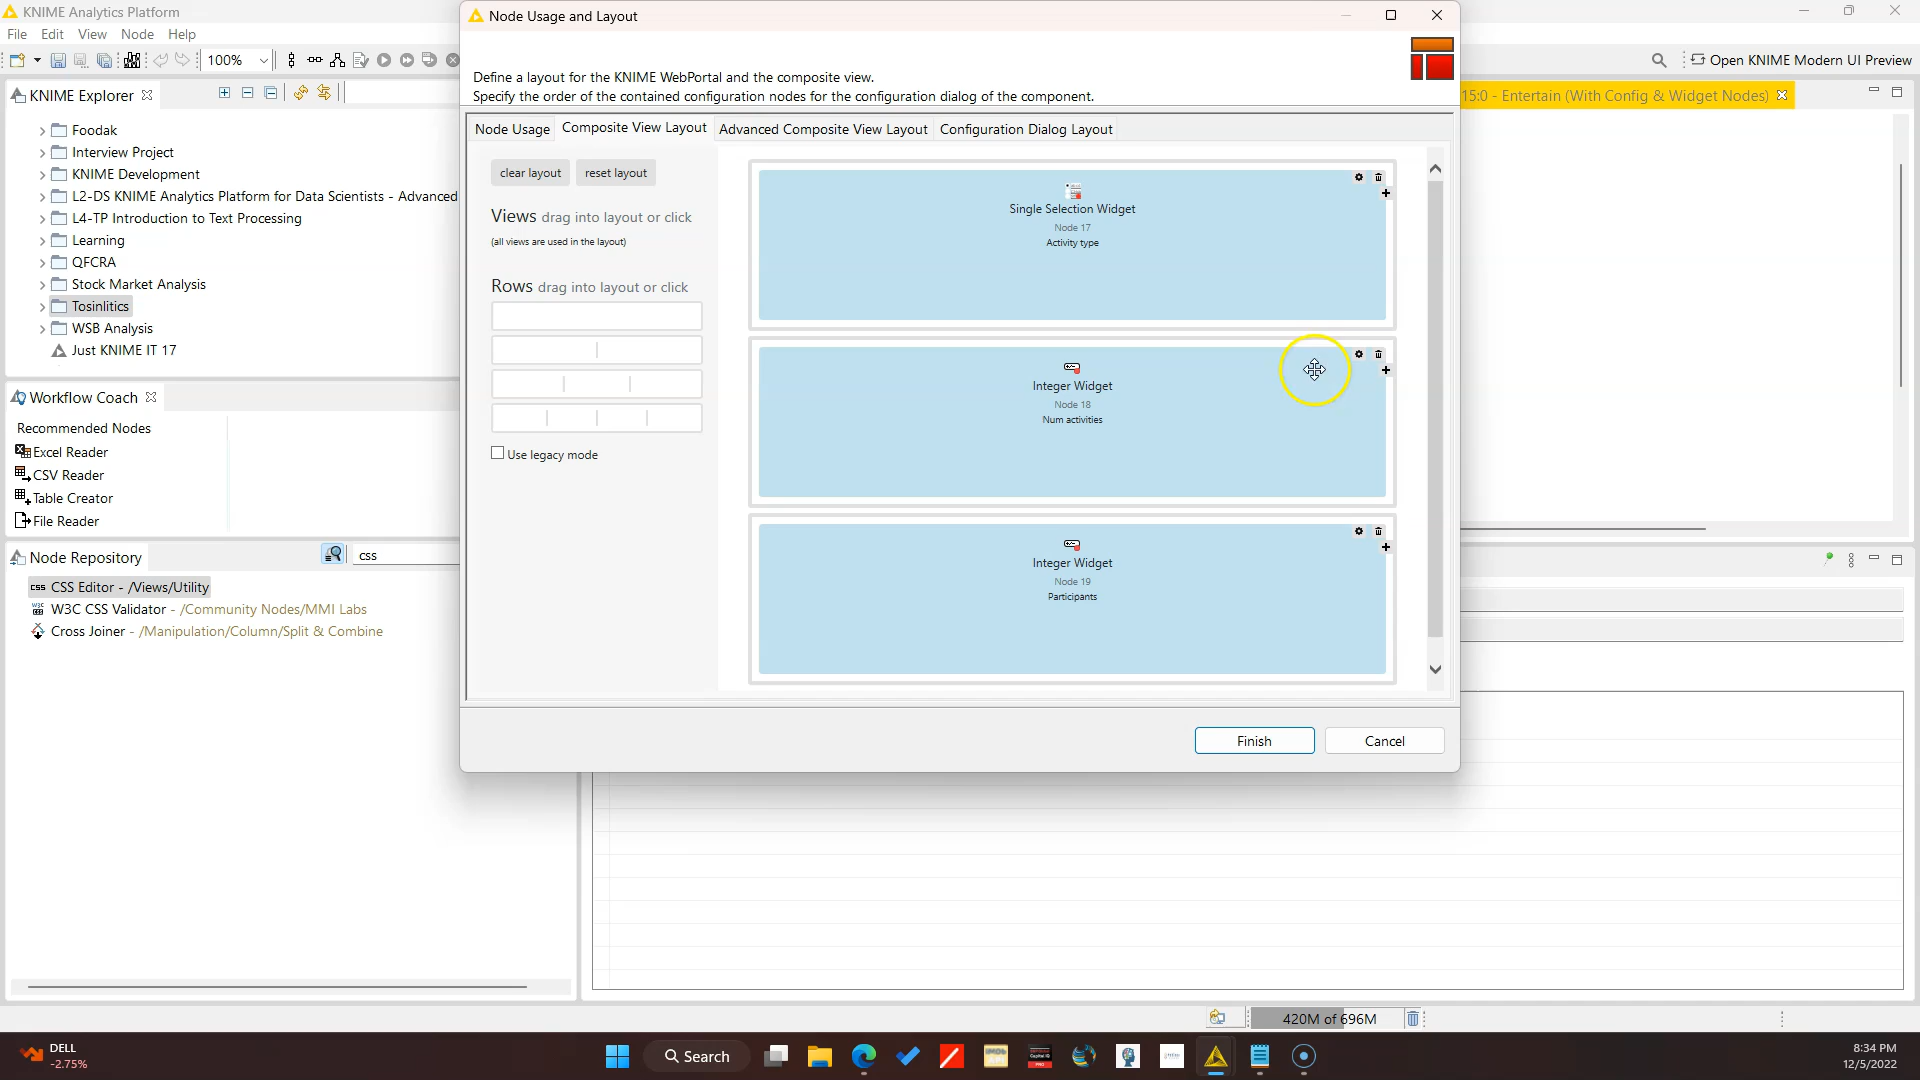 KNIME Analytics Platform
File Edit View Node Help
100%
Open KNIME Modern UI Preview
KNIME Explorer
Foodak
Interview Project
KNIME Development
L2-DS KNIME Analytics Platform for Data Scientists - Advanced
L4-TP Introduction to Text Processing
Learning
QFCRA
Stock Market Analysis
Tosinlitics
WSB Analysis
Just KNIME IT 17
Workflow Coach
Recommended Nodes
Excel Reader
CSV Reader
Table Creator
File Reader
Node Repository
css
CSS Editor - /Views/Utility
W3C CSS Validator - /Community Nodes/MMI Labs
Cross Joiner - /Manipulation/Column/Split & Combine
Node Usage and Layout
Define a layout for the KNIME WebPortal and the composite view.
Specify the order of the contained configuration nodes for the configuration dialog of the component.
Node Usage Composite View Layout Advanced Composite View Layout Configuration Dialog Layout
clear layout reset layout
Views drag into layout or click
(all views are used in the layout)
Rows drag into layout or click
Use legacy mode
Single Selection Widget
Node 17
Activity type
Integer Widget
Node 18
Num activities
Integer Widget
Node 19
Participants
Finish Cancel
15:0 - Entertain (With Config & Widget Nodes)
420M of 696M
DELL
-2.75%
Search
8:34 PM
12/5/2022